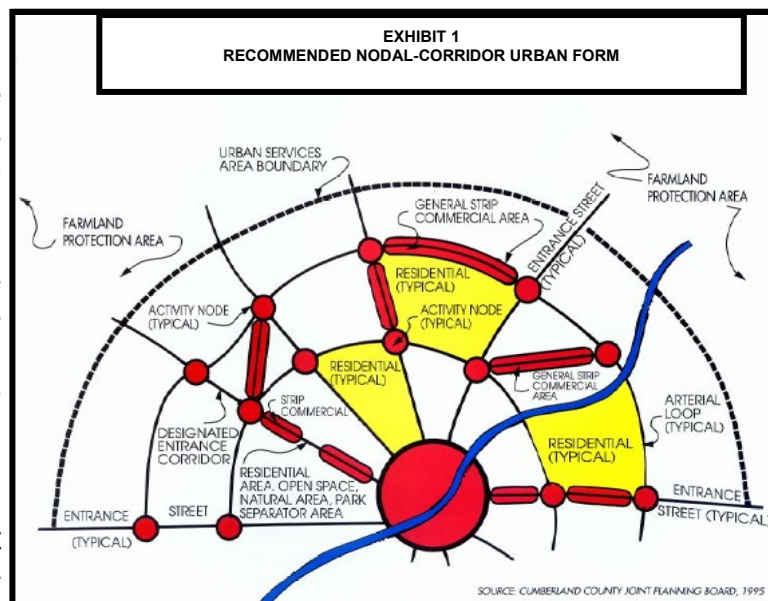 EXHIBIT 1
RECOMMENDED NODAL-CORRIDOR URBAN FORM
URBAN SERVICES
AREA BOUNDARY
GENERAL STRIP
COMMERCIAL AREA
ENTRANCE STREET
(TYPICAL)
FARMLAND
PROTECTION AREA
FARMLAND
PROTECTION AREA
RESIDENTIAL
(TYPICAL)
ACTIVITY NODE
(TYPICAL)
ACTIVITY NODE
(TYPICAL)
RESIDENTIAL
(TYPICAL)
GENERAL STRIP
COMMERCIAL
AREA
STRIP
COMMERCIAL
ARTERIAL
LOOP
(TYPICAL)
DESIGNATED
ENTRANCE
CORRIDOR
RESIDENTIAL
(TYPICAL)
RESIDENTIAL
AREA, OPEN SPACE,
NATURAL AREA, PARK
SEPARATOR AREA
ENTRANCE
(TYPICAL)
STREET
ENTRANCE
STREET (TYPICAL)
SOURCE: CUMBERLAND COUNTY JOINT PLANNING BOARD, 1995